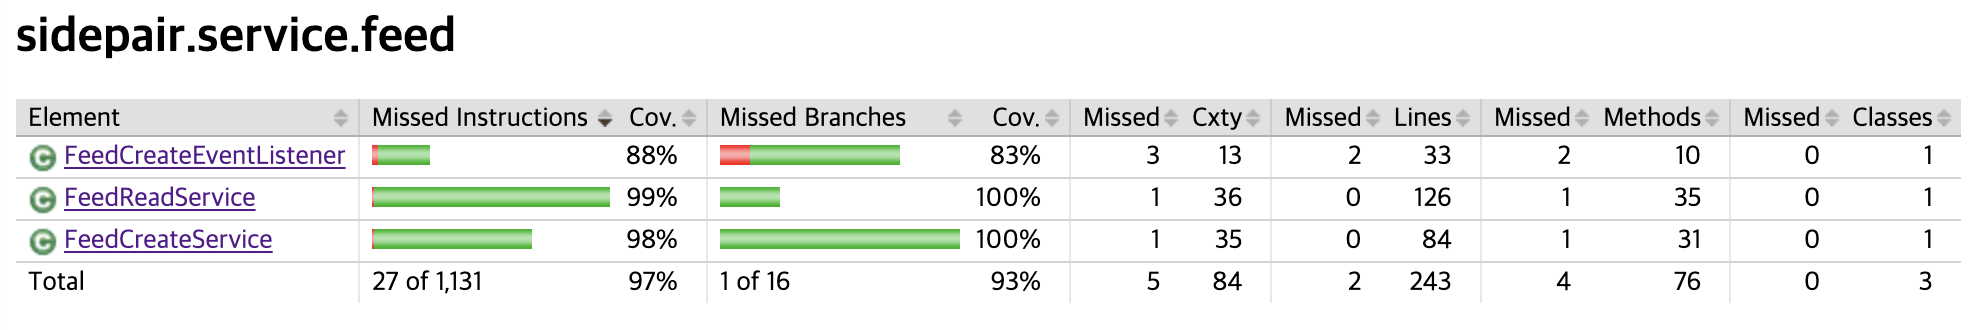 sidepair.service.feed
Element Missed Instructions Cov. Missed Branches Cov. Missed Cxty Missed Lines Missed Methods Missed Classes
C FeedCreateEventListener 88% 83% 3 13 2 33 2 10 0 1
C FeedReadService 99% 100% 1 36 0 126 1 35 0 1
C FeedCreateService 98% 100% 1 35 0 84 1 31 0 1
Total 27 of 1,131 97% 1 of 16 93% 5 84 2 243 4 76 0 3